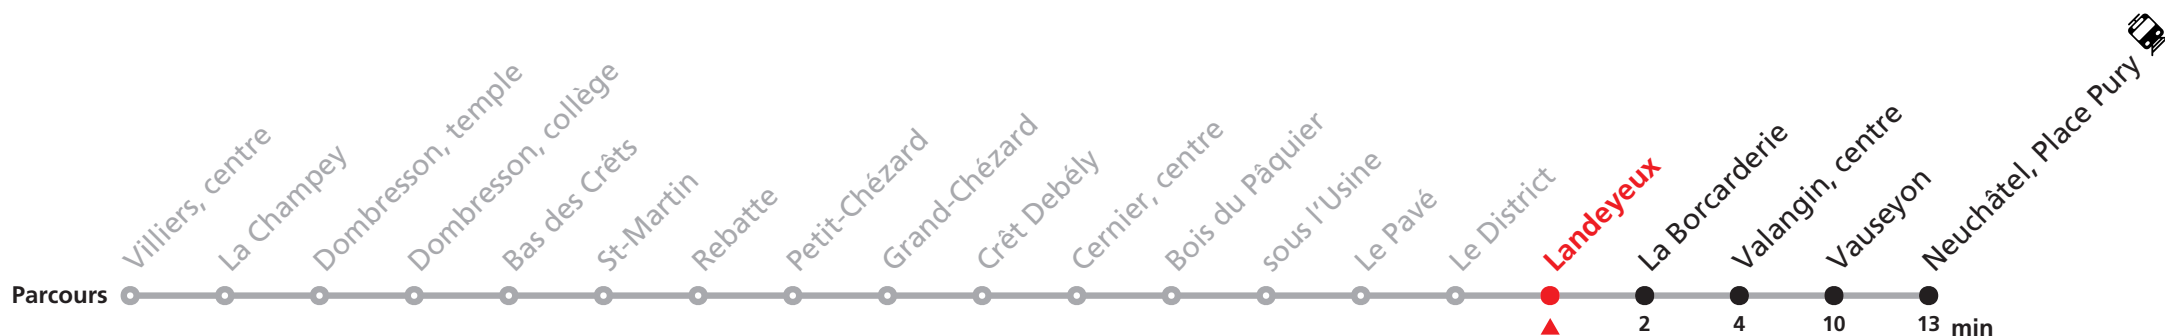 Villiers, centre
La Champey
Dombresson, temple
Dombresson, collège
Bas des Crêts
St-Martin
Rebatte
Petit-Chézard
Grand-Chézard
Crêt Debély
Cernier, centre
Bois du Pâquier
sous l'Usine
Le Pavé
Le District
Landeyeux
La Borcarderie
Valangin, centre
Vauseyon
Neuchâtel, Place Pury
Parcours
2 4 10 13 min